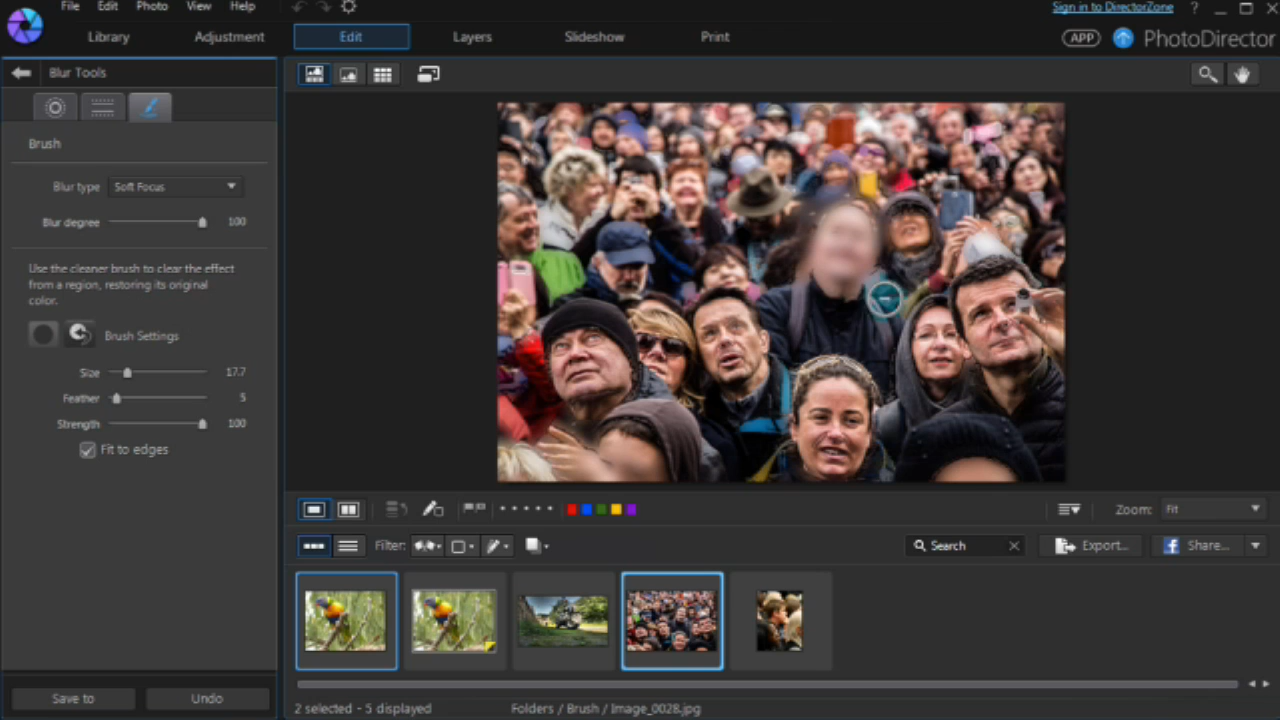 File Edit Photo View Help
Sign in to DirectorZone ?
Library Adjustment Edit Layers Slideshow Print
APP PhotoDirector
Blur Tools
Brush
Blur type Soft Focus
Blur degree 100
Use the cleaner brush to clear the effect
from a region, restoring its original
color.
Brush Settings
Size 17.7
Feather 5
Strength 100
Fit to edges
Save to Undo
Zoom: Fit
Filter: Search Export... Share...
2 selected - 5 displayed Folders / Brush / Image_0028.jpg